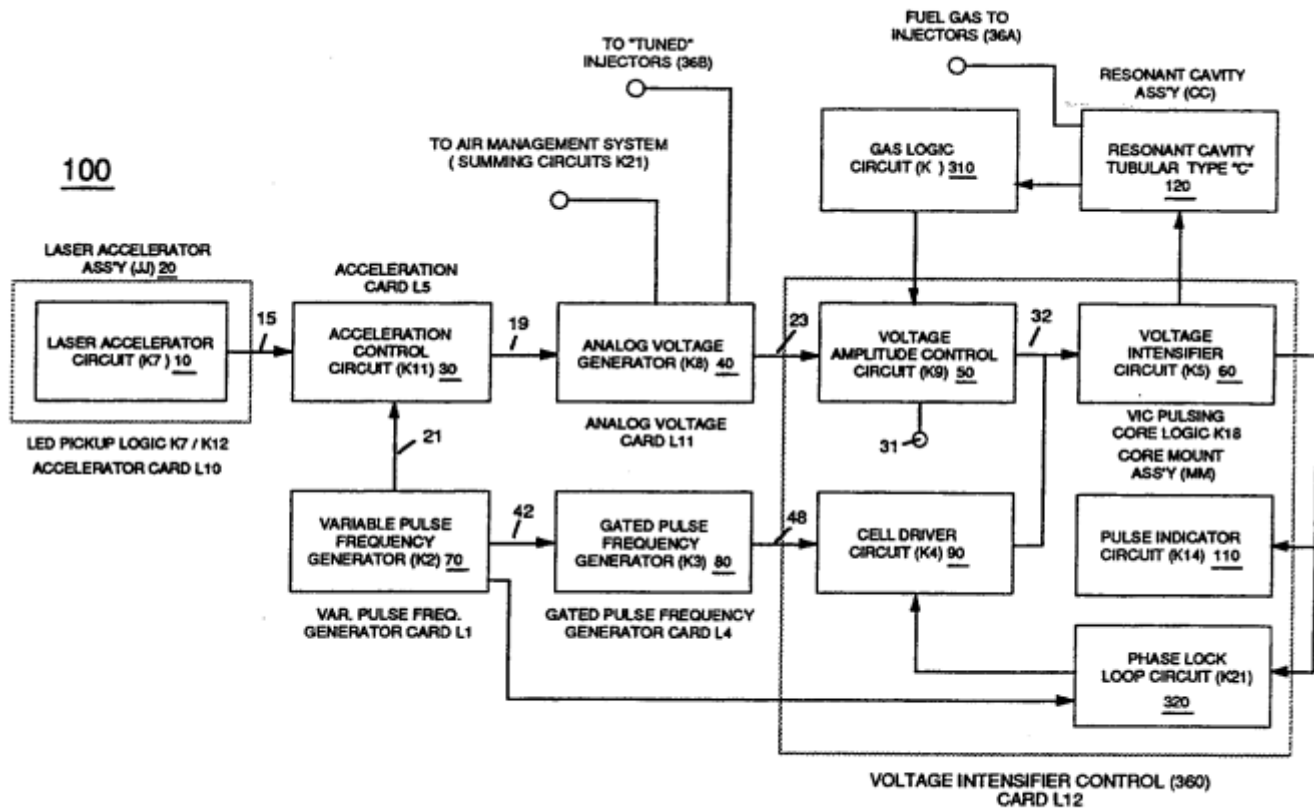 TO "TUNED"
INJECTORS (36B)
FUEL GAS TO
INJECTORS (36A)
RESONANT CAVITY
ASS'Y (CC)
TO AIR MANAGEMENT SYSTEM
( SUMMING CIRCUITS K21)
GAS LOGIC
CIRCUIT (K ) 310
RESONANT CAVITY
TUBULAR TYPE "C"
120
100
LASER ACCELERATOR
ASS'Y (JJ) 20
LASER ACCELERATOR
CIRCUIT (K7 ) 10
LED PICKUP LOGIC K7 / K12
ACCELERATOR CARD L10
15
ACCELERATION
CARD L5
ACCELERATION
CONTROL
CIRCUIT (K11) 30
19
ANALOG VOLTAGE
GENERATOR (K8) 40
ANALOG VOLTAGE
CARD L11
23
VOLTAGE
AMPLITUDE CONTROL
CIRCUIT (K9) 50
31
32
VOLTAGE
INTENSIFIER
CIRCUIT (K5) 60
VIC PULSING
CORE LOGIC K18
CORE MOUNT
ASS'Y (MM)
21
VARIABLE PULSE
FREQUENCY
GENERATOR (K2) 70
VAR. PULSE FREQ.
GENERATOR CARD L1
42
GATED PULSE
FREQUENCY
GENERATOR (K3) 80
GATED PULSE FREQUENCY
GENERATOR CARD L4
48
CELL DRIVER
CIRCUIT (K4) 90
PULSE INDICATOR
CIRCUIT (K14) 110
PHASE LOCK
LOOP CIRCUIT (K21)
320
VOLTAGE INTENSIFIER CONTROL (360)
CARD L12